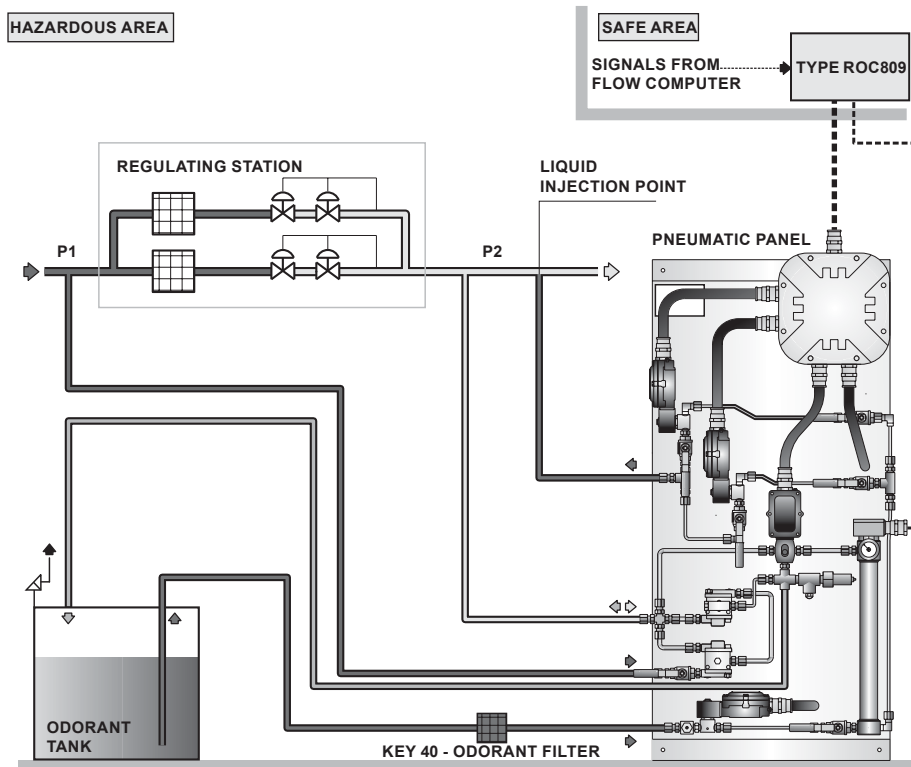 HAZARDOUS AREA
SAFE AREA
SIGNALS FROM
FLOW COMPUTER
TYPE ROC809
REGULATING STATION
LIQUID
INJECTION POINT
P1
P2
PNEUMATIC PANEL
ODORANT
TANK
KEY 40 - ODORANT FILTER